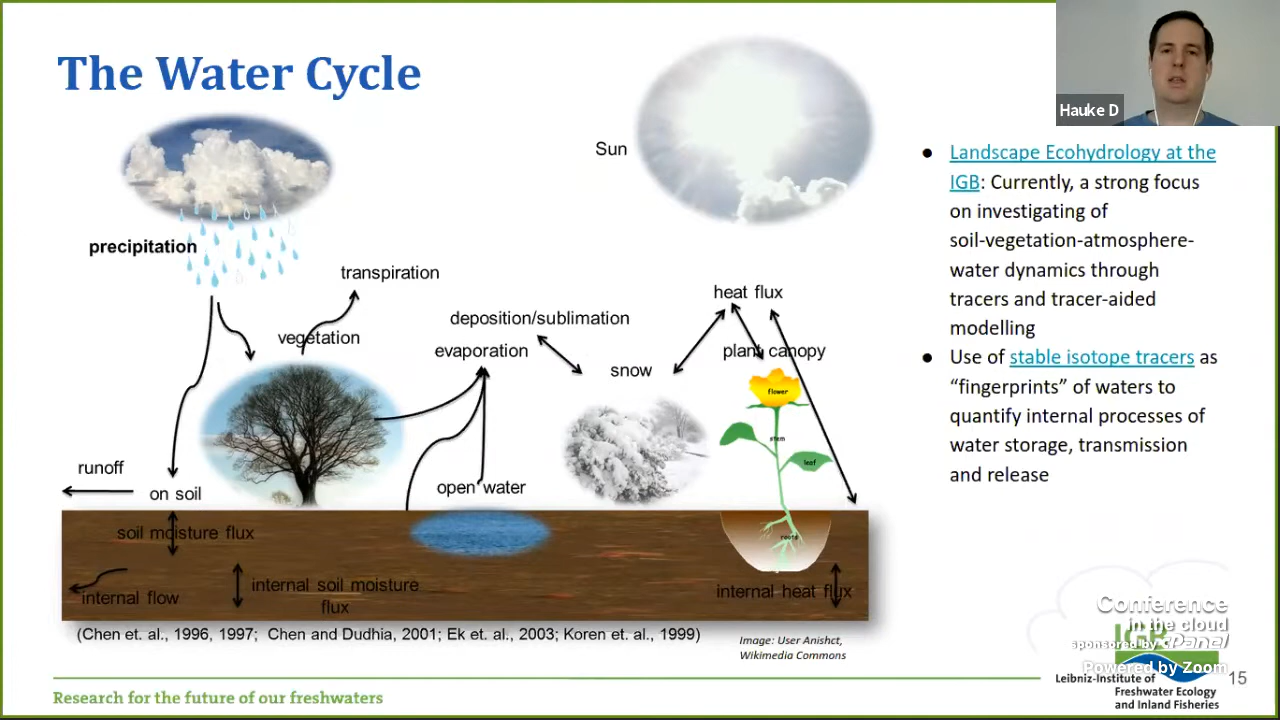 The Water Cycle
Hauke D
Sun
precipitation
transpiration
heat flux
deposition/sublimation
vegetation
evaporation
plant canopy
snow
flower
stem
leaf
runoff
on soil
open water
soil moisture flux
roots
internal flow
internal soil moisture
flux
internal heat flux
(Chen et. al., 1996, 1997; Chen and Dudhia, 2001; Ek et. al., 2003; Koren et. al., 1999)
Image: User Anishct,
Wikimedia Commons
● Landscape Ecohydrology at the
IGB: Currently, a strong focus
on investigating of
soil-vegetation-atmosphere-
water dynamics through
tracers and tracer-aided
modelling
● Use of stable isotope tracers as
“fingerprints” of waters to
quantify internal processes of
water storage, transmission
and release
Conference
in the cloud
sponsored by cPanel
IGB
Powered by Zoom
Leibniz-Institute of
Freshwater Ecology
and Inland Fisheries
15
Research for the future of our freshwaters